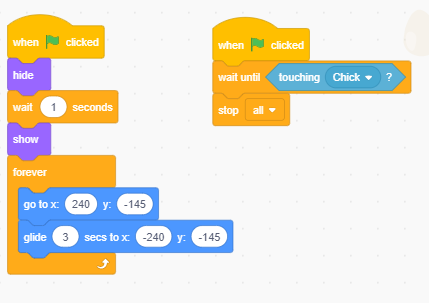 when clicked
hide
wait 1 seconds
show
forever
go to x: 240 y: -145
glide 3 secs to x: -240 y: -145
when clicked
wait until touching Chick ?
stop all